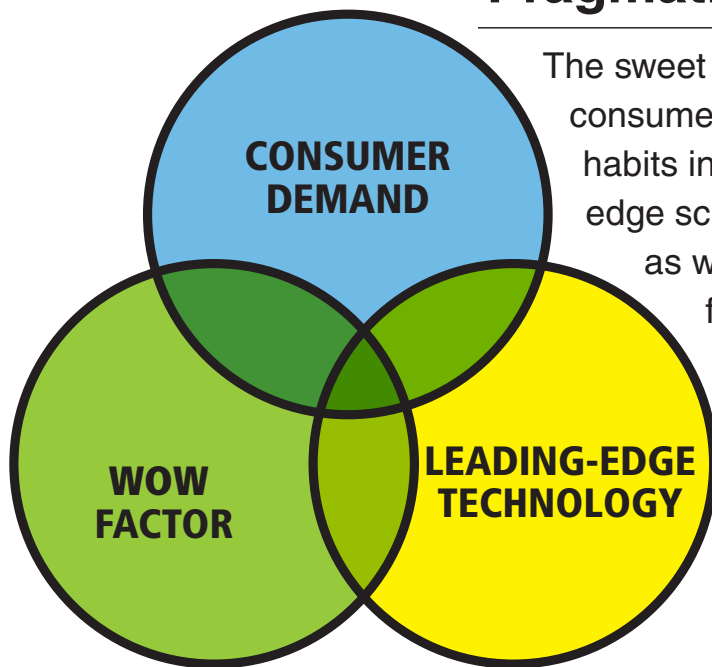 The sweet
consume
habits in
edge sc
as w
f
CONSUMER
DEMAND
WOW
FACTOR
LEADING-EDGE
TECHNOLOGY